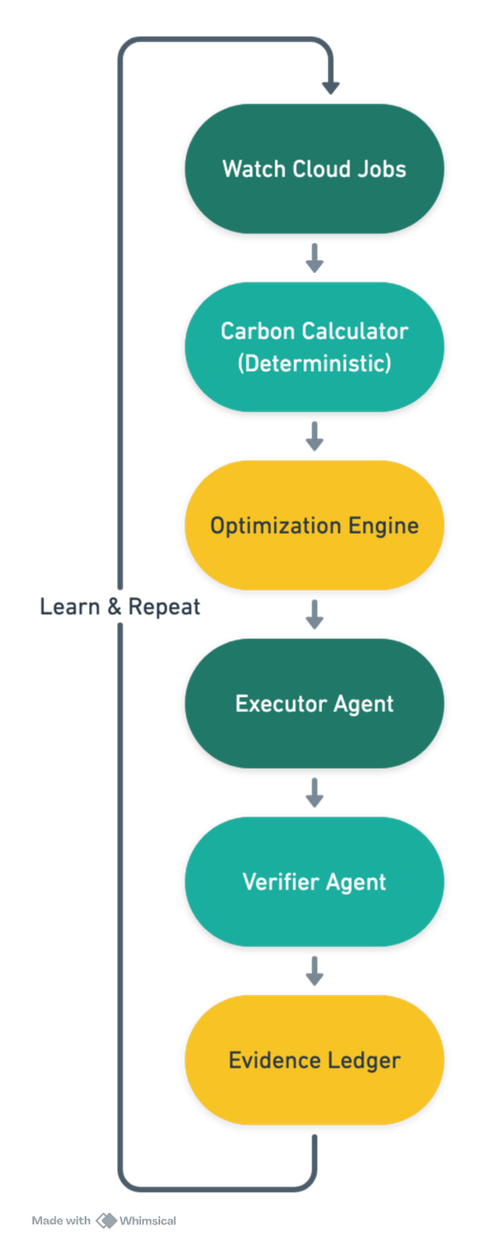 Watch Cloud Jobs
Carbon Calculator
(Deterministic)
Optimization Engine
Learn & Repeat
Executor Agent
Verifier Agent
Evidence Ledger
Made with Whimsical